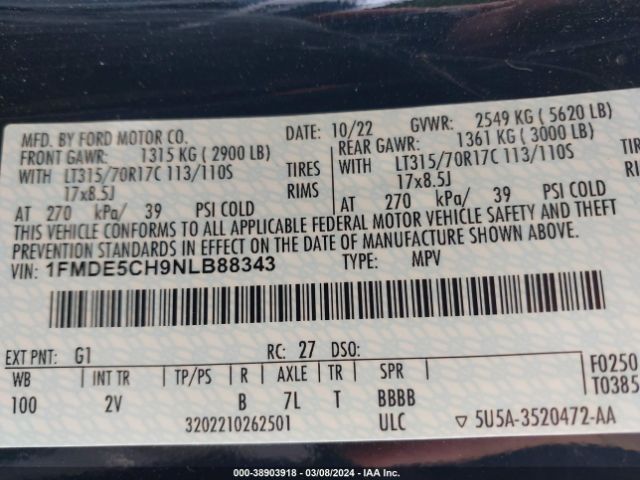 MFD. BY FORD MOTOR CO. DATE: 10/22 GVWR: 2549 KG ( 5620 LB)
FRONT GAWR: 1315 KG ( 2900 LB) REAR GAWR: 1361 KG ( 3000 LB)
WITH LT315/70R17C 113/110S TIRES WITH LT315/70R17C 113/110S TIRES
17x8.5J RIMS 17x8.5J RIMS
AT 270 kPa/ 39 PSI COLD AT 270 kPa/ 39 PSI COLD
THIS VEHICLE CONFORMS TO ALL APPLICABLE FEDERAL MOTOR VEHICLE SAFETY AND THEFT
PREVENTION STANDARDS IN EFFECT ON THE DATE OF MANUFACTURE SHOWN ABOVE.
VIN: 1FMDE5CH9NLB88343 TYPE: MPV
EXT PNT: G1 RC: 27 DSO:
WB INT TR TP/PS R AXLE TR SPR F0250
100 2V B 7L T BBBB T0385
3202210262501 ULC ▽ 5U5A-3520472-AA
000-38903918 - 03/08/2024 - IAA Inc.